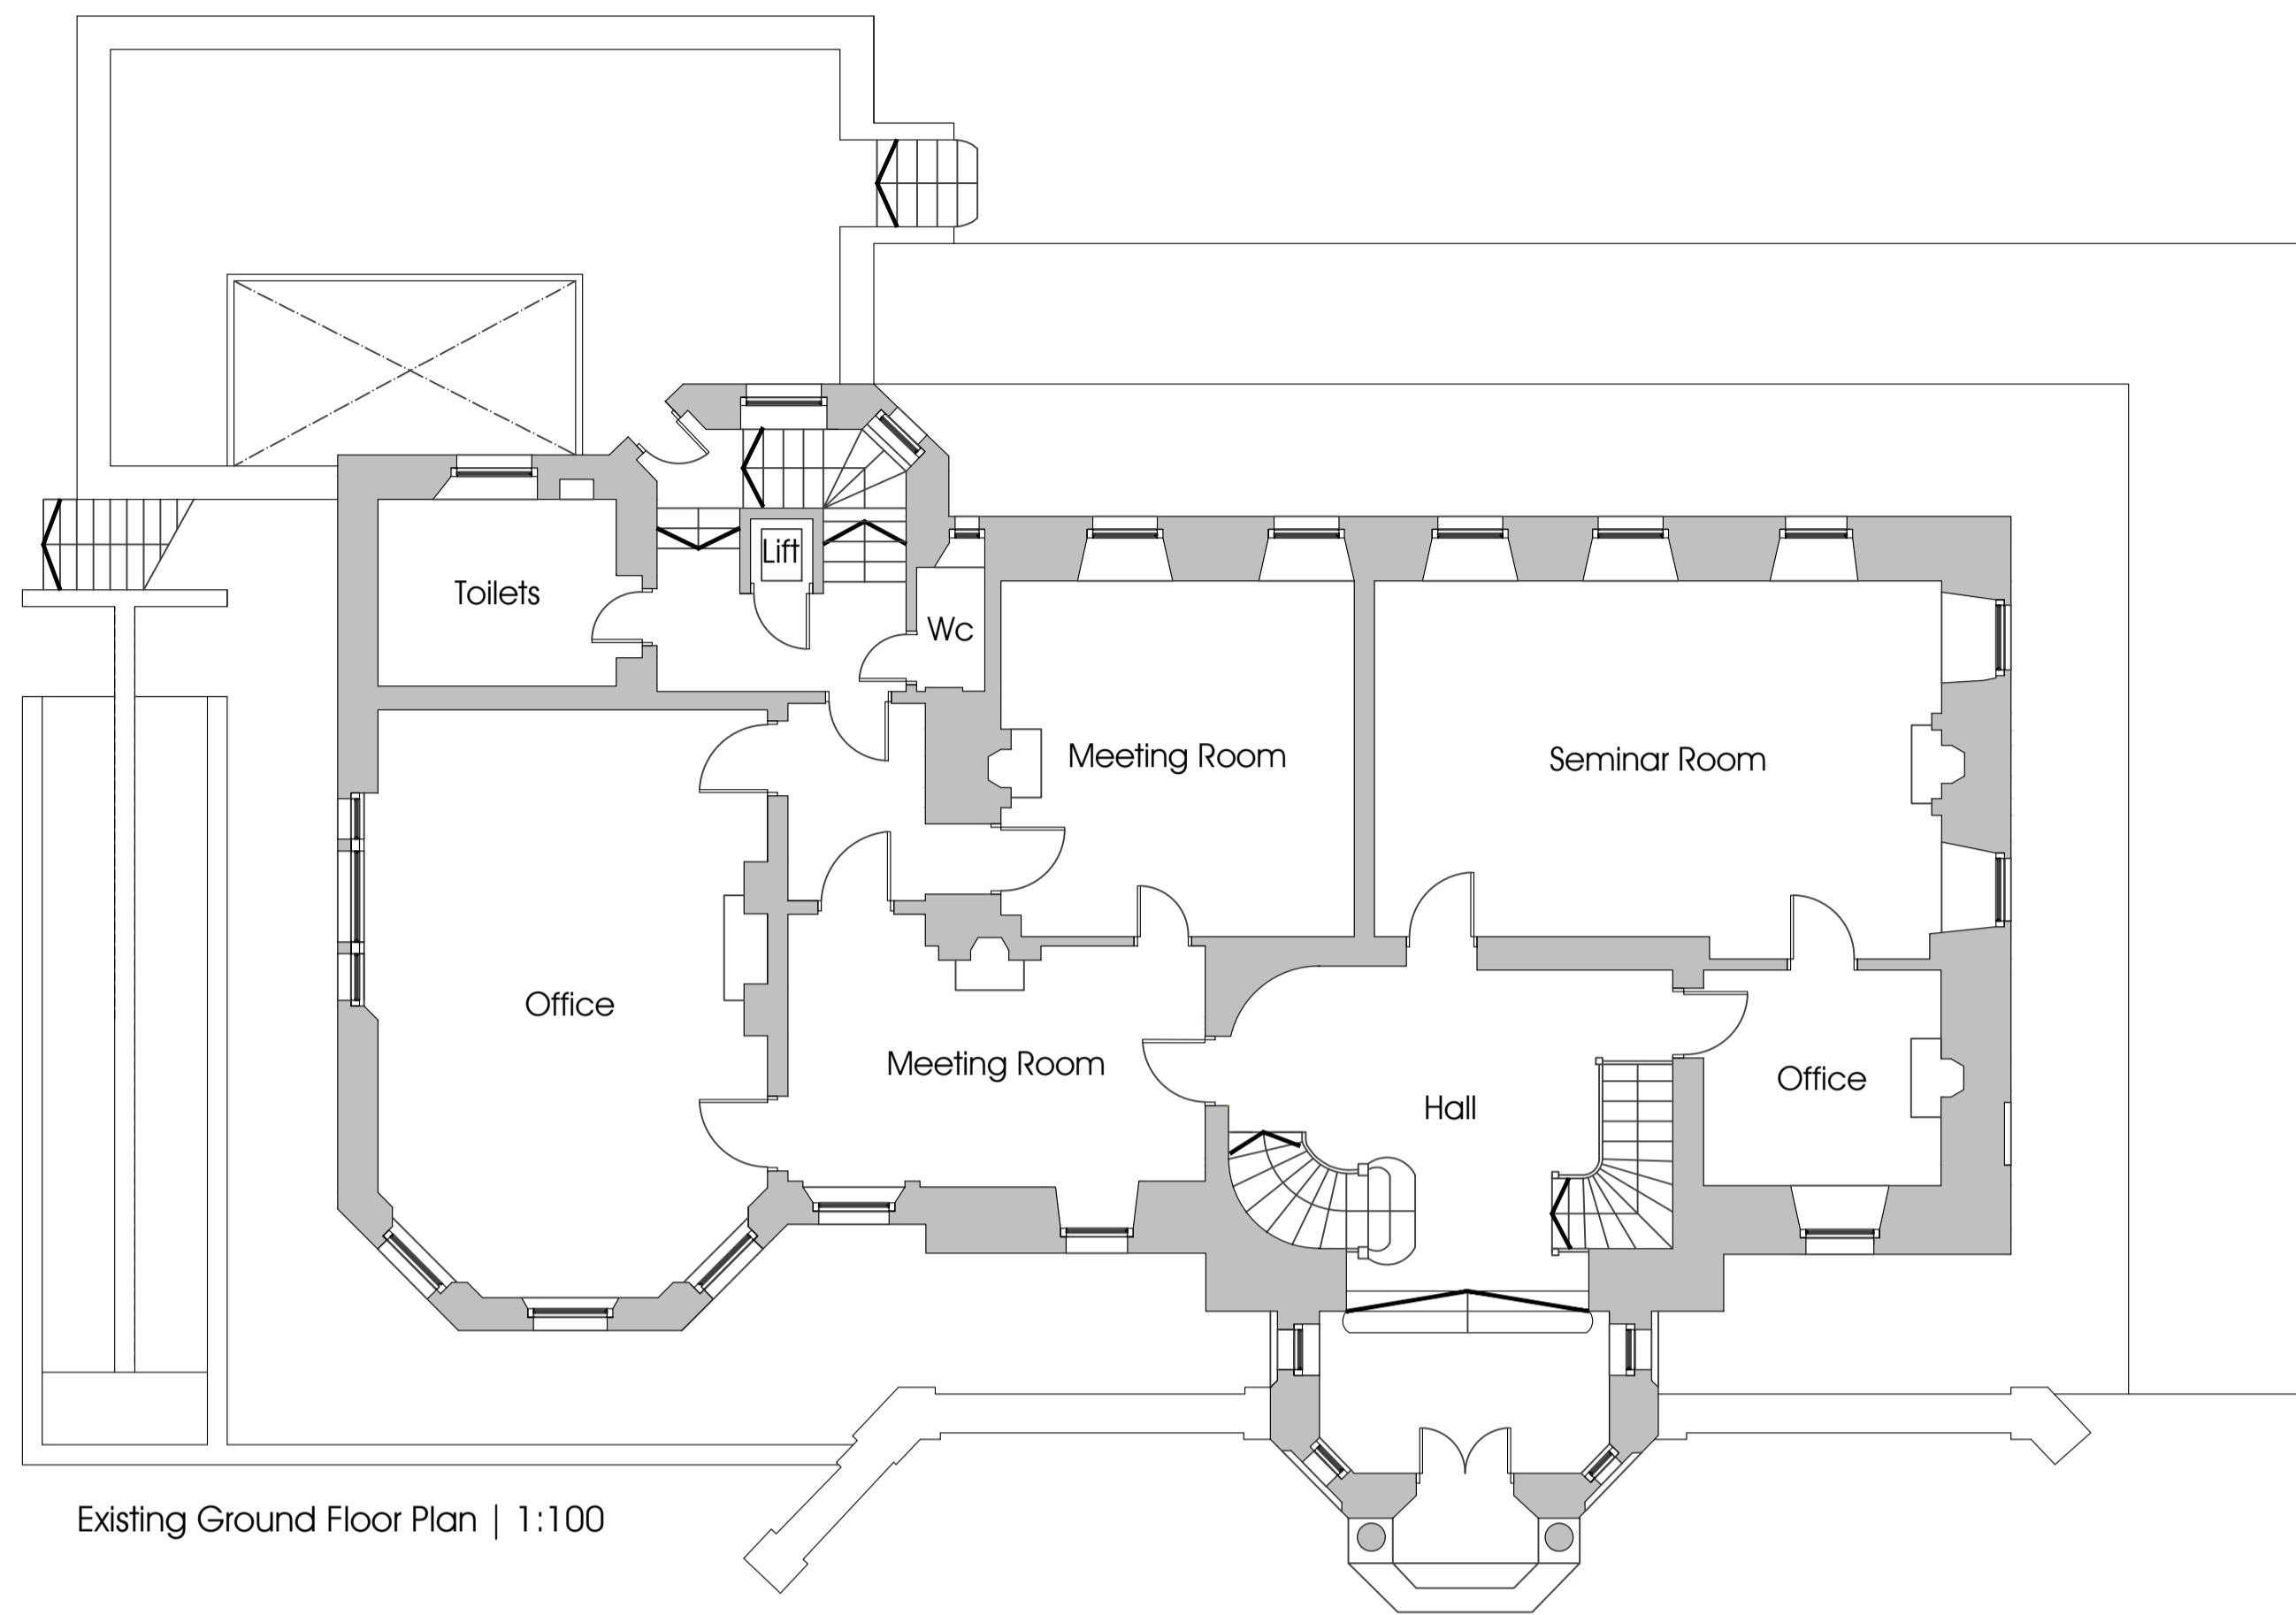 Lift
Toilets
Wc
Meeting Room
Seminar Room
Office
Meeting Room
Office
Hall
Existing Ground Floor Plan | 1:100